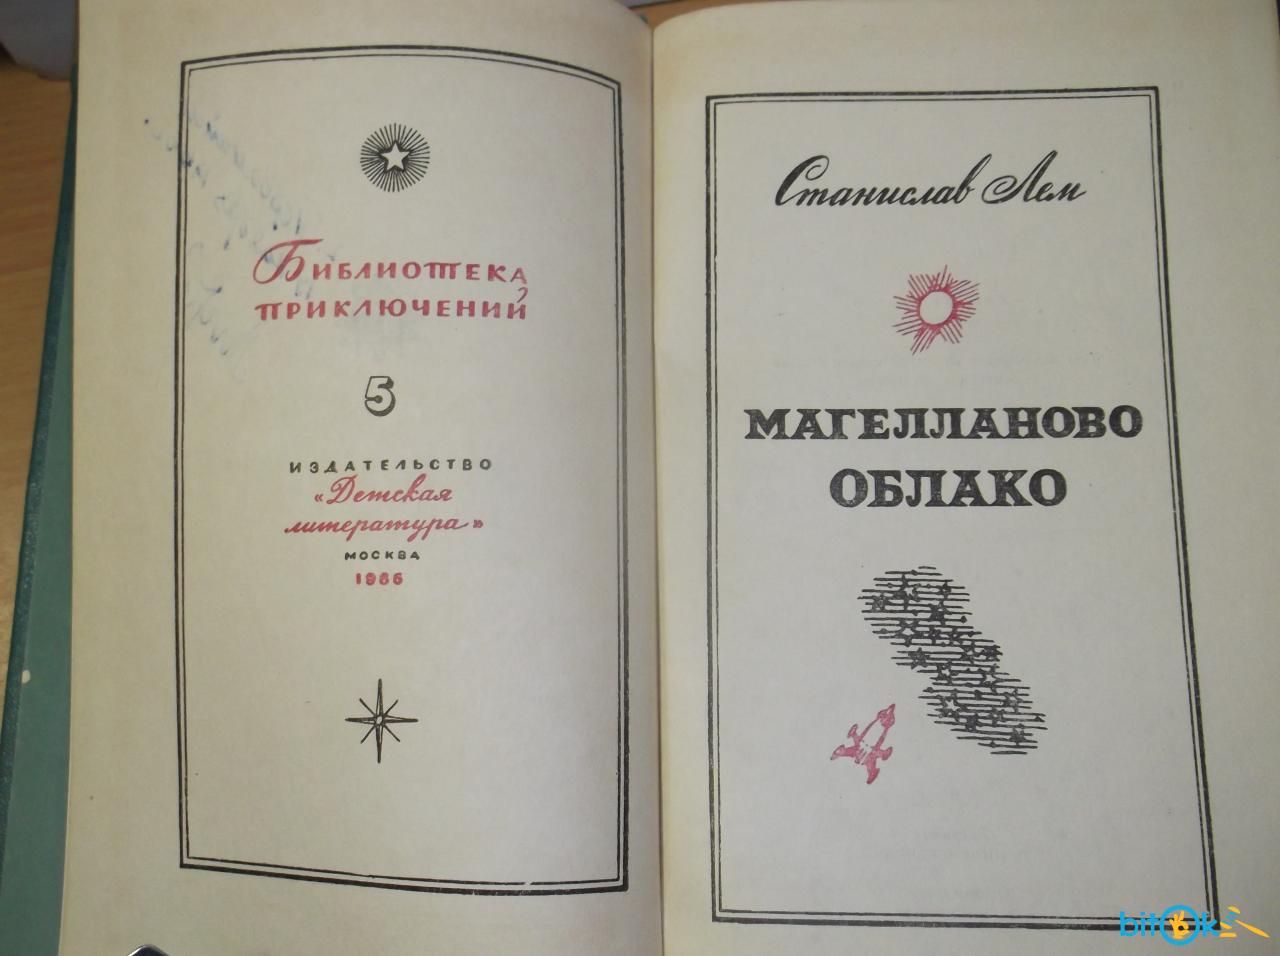 Библиотека
приключений
5
ИЗДАТЕЛЬСТВО
«Детская
литература»
МОСКВА
1966
Станислав Лем
МАГЕЛЛАНОВО
ОБЛАКО
bitOk